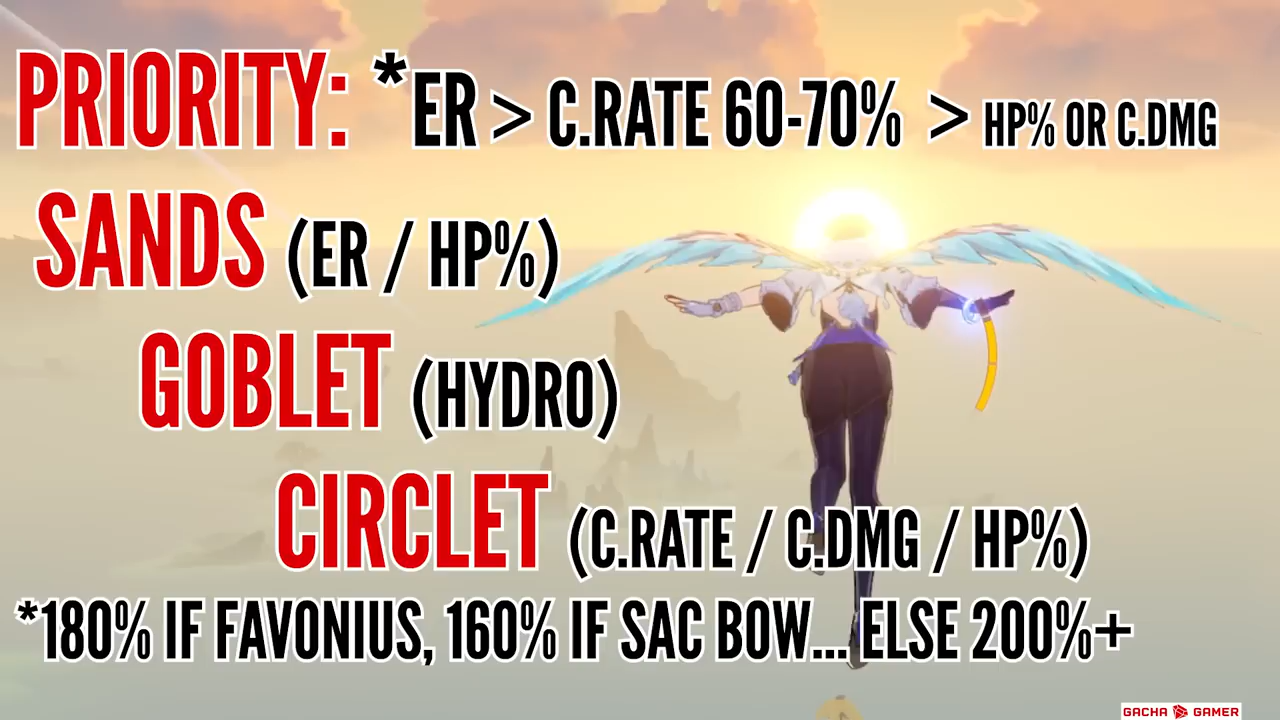 PRIORITY: *ER > C.RATE 60-70% > HP% OR C.DMG
SANDS (ER / HP%)
GOBLET (HYDRO)
CIRCLET (C.RATE / C.DMG / HP%)
*180% IF FAVONIUS, 160% IF SAC BOW... ELSE 200%+
GACHA GAMER